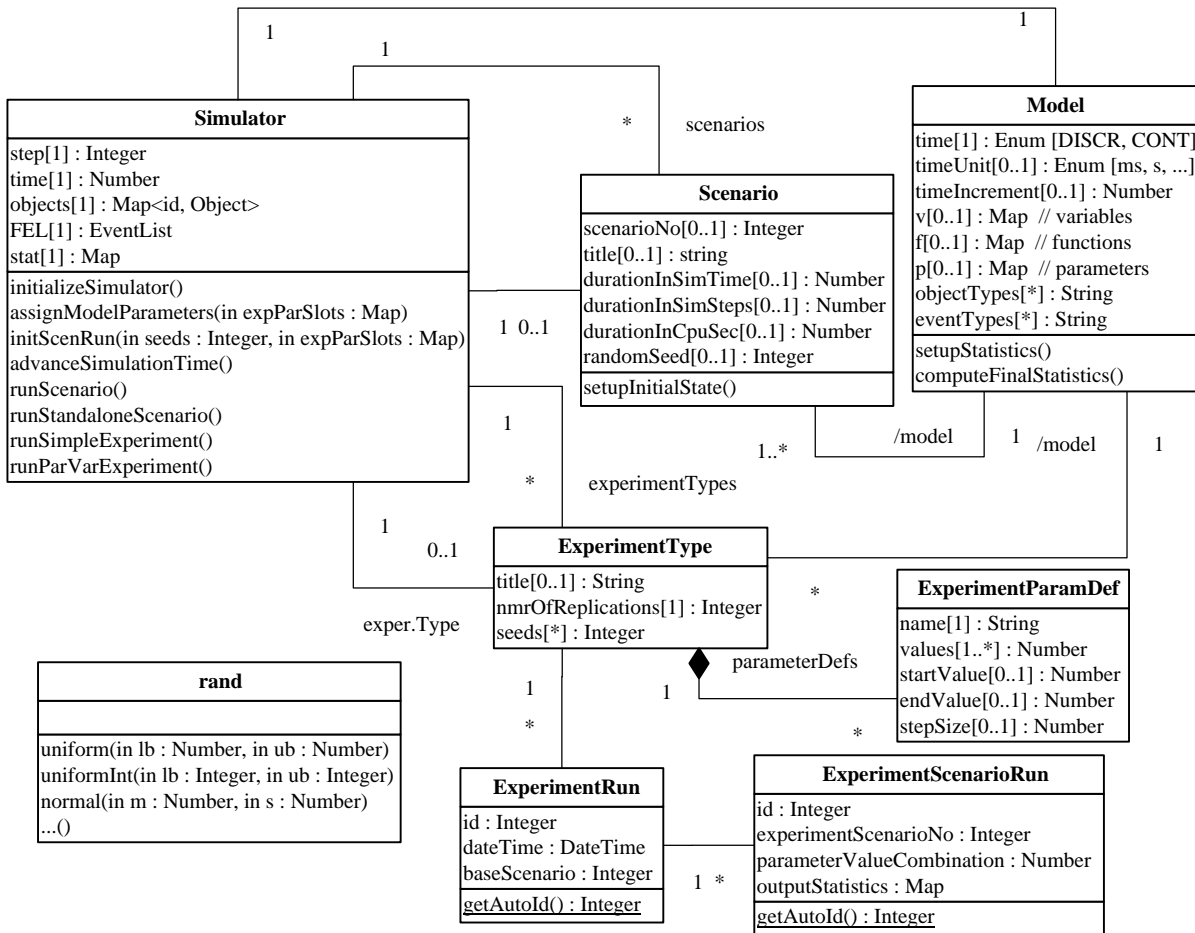 1
1
1
Simulator
step[1] : Integer
time[1] : Number
objects[1] : Map<id, Object>
FEL[1] : EventList
stat[1] : Map
initializeSimulator()
assignModelParameters(in expParSlots : Map)
initScenRun(in seeds : Integer, in expParSlots : Map)
advanceSimulationTime()
runScenario()
runStandaloneScenario()
runSimpleExperiment()
runParVarExperiment()
* scenarios
Scenario
scenarioNo[0..1] : Integer
title[0..1] : string
durationInSimTime[0..1] : Number
durationInSimSteps[0..1] : Number
durationInCpuSec[0..1] : Number
randomSeed[0..1] : Integer
setupInitialState()
Model
time[1] : Enum [DISCR, CONT]
timeUnit[0..1] : Enum [ms, s, ...]
timeIncrement[0..1] : Number
v[0..1] : Map // variables
f[0..1] : Map // functions
p[0..1] : Map // parameters
objectTypes[*] : String
eventTypes[*] : String
setupStatistics()
computeFinalStatistics()
1 0..1
1
1..*
/model
1
/model
1
* experimentTypes
1
0..1
exper.Type
ExperimentType
title[0..1] : String
nmrOfReplications[1] : Integer
seeds[*] : Integer
*
parameterDefs
1
*
ExperimentParamDef
name[1] : String
values[1..*] : Number
startValue[0..1] : Number
endValue[0..1] : Number
stepSize[0..1] : Number
rand
uniform(in lb : Number, in ub : Number)
uniformInt(in lb : Integer, in ub : Integer)
normal(in m : Number, in s : Number)
...()
1
*
ExperimentRun
id : Integer
dateTime : DateTime
baseScenario : Integer
getAutoId() : Integer
1 *
ExperimentScenarioRun
id : Integer
experimentScenarioNo : Integer
parameterValueCombination : Number
outputStatistics : Map
getAutoId() : Integer